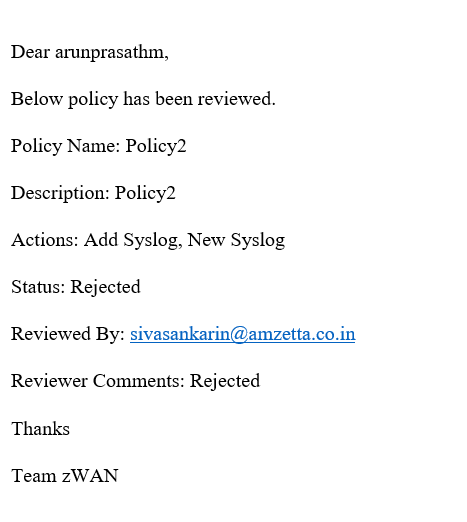 Dear arunprasathm,
Below policy has been reviewed.
Policy Name: Policy2
Description: Policy2
Actions: Add Syslog, New Syslog
Status: Rejected
Reviewed By: sivasankarin@amzetta.co.in
Reviewer Comments: Rejected
Thanks
Team zWAN